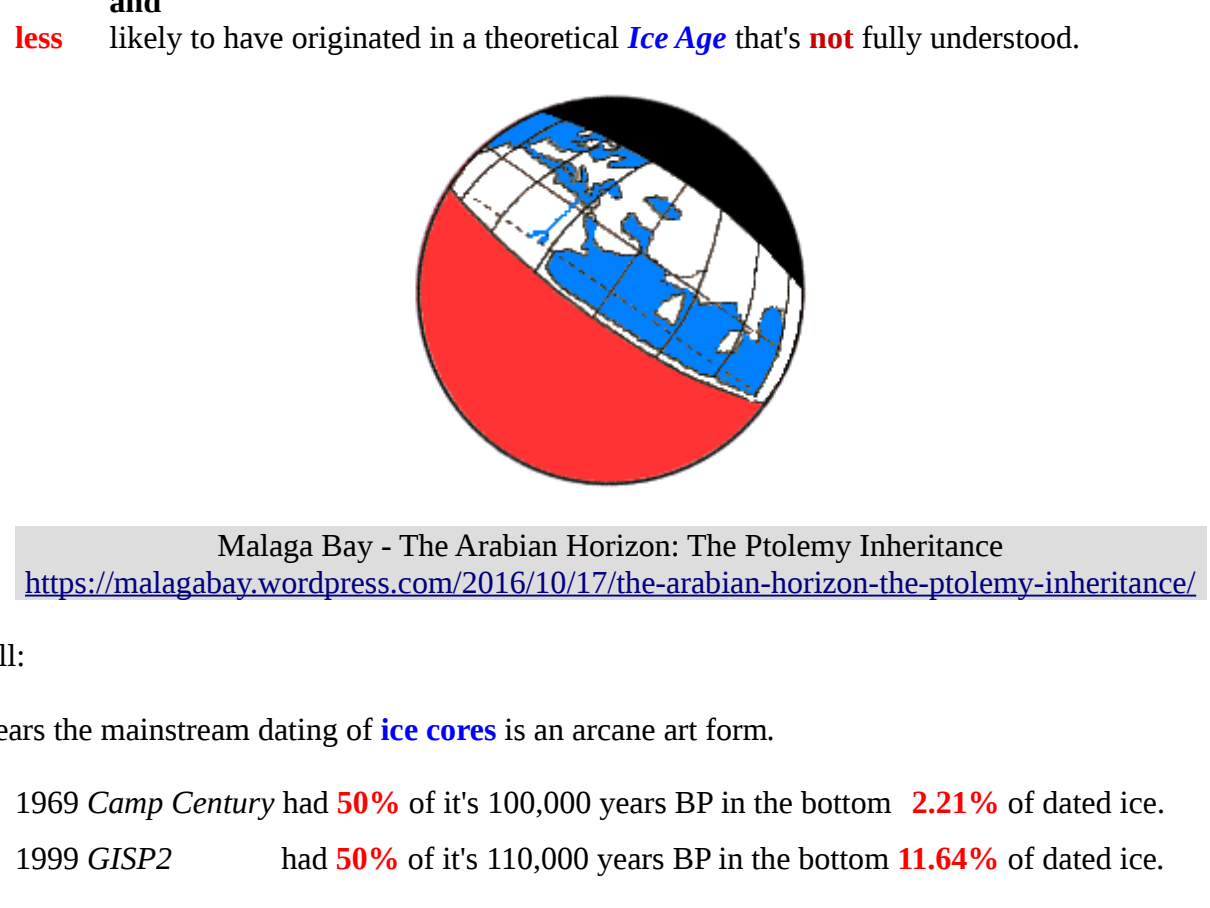 and
less likely to have originated in a theoretical Ice Age that's not fully understood.
Malaga Bay - The Arabian Horizon: The Ptolemy Inheritance
https://malagabay.wordpress.com/2016/10/17/the-arabian-horizon-the-ptolemy-inheritance/
ll:
ears the mainstream dating of ice cores is an arcane art form.
1969 Camp Century had 50% of it's 100,000 years BP in the bottom 2.21% of dated ice.
1999 GISP2 had 50% of it's 110,000 years BP in the bottom 11.64% of dated ice.